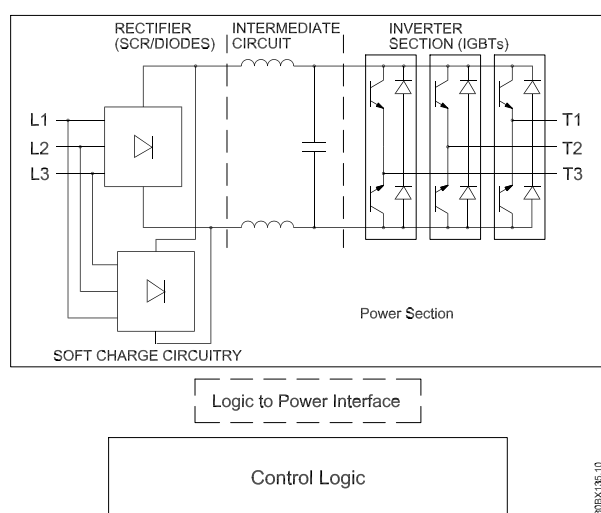 RECTIFIER
(SCR/DIODES)
INTERMEDIATE
CIRCUIT
INVERTER
SECTION (IGBTs)
L1
L2
L3
T1
T2
T3
Power Section
SOFT CHARGE CIRCUITRY
Logic to Power Interface
Control Logic